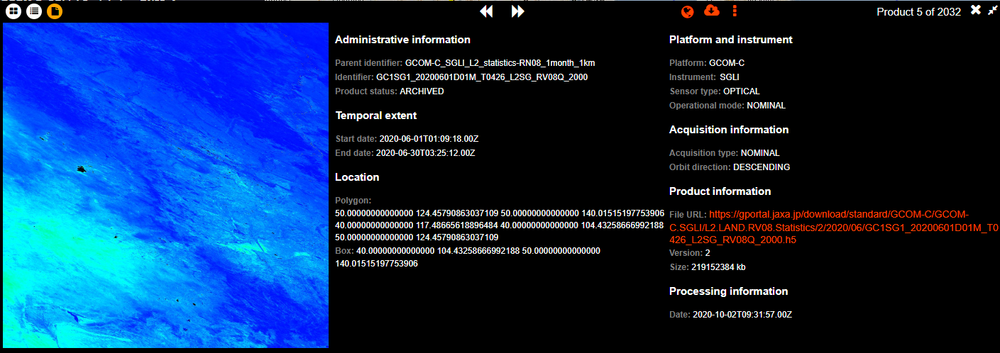 Product 5 of 2032
Administrative information
Parent identifier: GCOM-C_SGLI_L2_statistics-RN08_1month_1km
Identifier: GC1SG1_20200601D01M_T0426_L2SG_RV08Q_2000
Product status: ARCHIVED
Temporal extent
Start date: 2020-06-01T01:09:18.00Z
End date: 2020-06-30T03:25:12.00Z
Location
Polygon:
50.00000000000000 124.45790863037109 50.00000000000000 140.01515197753906
40.00000000000000 117.48665618896484 40.00000000000000 104.43258666992188
50.00000000000000 124.45790863037109
Box: 40.00000000000000 104.43258666992188 50.00000000000000
140.01515197753906
Platform and instrument
Platform: GCOM-C
Instrument: SGLI
Sensor type: OPTICAL
Operational mode: NOMINAL
Acquisition information
Acquisition type: NOMINAL
Orbit direction: DESCENDING
Product information
File URL: https://gportal.jaxa.jp/download/standard/GCOM-C/GCOM-
C.SGLI/L2.LAND.RV08.Statistics/2/2020/06/GC1SG1_20200601D01M_T0
426_L2SG_RV08Q_2000.h5
Version: 2
Size: 219152384 kb
Processing information
Date: 2020-10-02T09:31:57.00Z